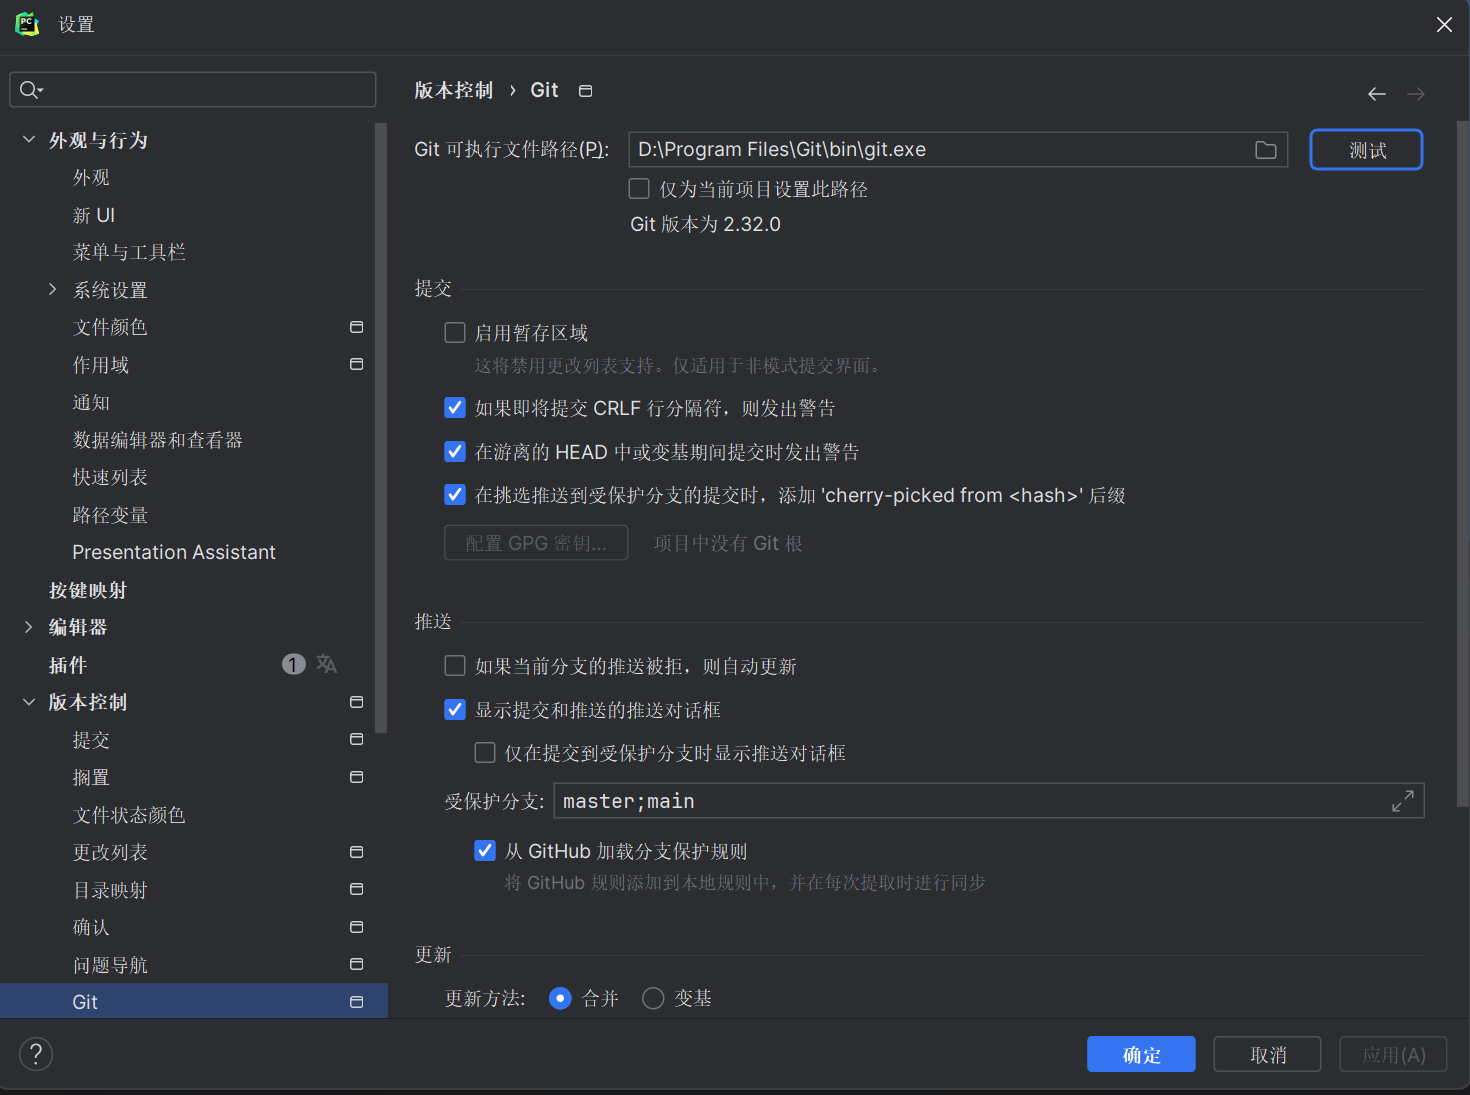 PC
设置
外观与行为
外观
新 UI
菜单与工具栏
系统设置
文件颜色
作用域
通知
数据编辑器和查看器
快速列表
路径变量
Presentation Assistant
按键映射
编辑器
插件 1
版本控制
提交
搁置
文件状态颜色
更改列表
目录映射
确认
问题导航
Git
版本控制 › Git
Git 可执行文件路径(P): D:\Program Files\Git\bin\git.exe 测试
仅为当前项目设置此路径
Git 版本为 2.32.0
提交
启用暂存区域
这将禁用更改列表支持。仅适用于非模式提交界面。
如果即将提交 CRLF 行分隔符，则发出警告
在游离的 HEAD 中或变基期间提交时发出警告
在挑选推送到受保护分支的提交时，添加 'cherry-picked from <hash>' 后缀
配置 GPG 密钥... 项目中没有 Git 根
推送
如果当前分支的推送被拒，则自动更新
显示提交和推送的推送对话框
仅在提交到受保护分支时显示推送对话框
受保护分支: master;main
从 GitHub 加载分支保护规则
将 GitHub 规则添加到本地规则中，并在每次提取时进行同步
更新
更新方法: 合并 变基
? 确定 取消 应用(A)